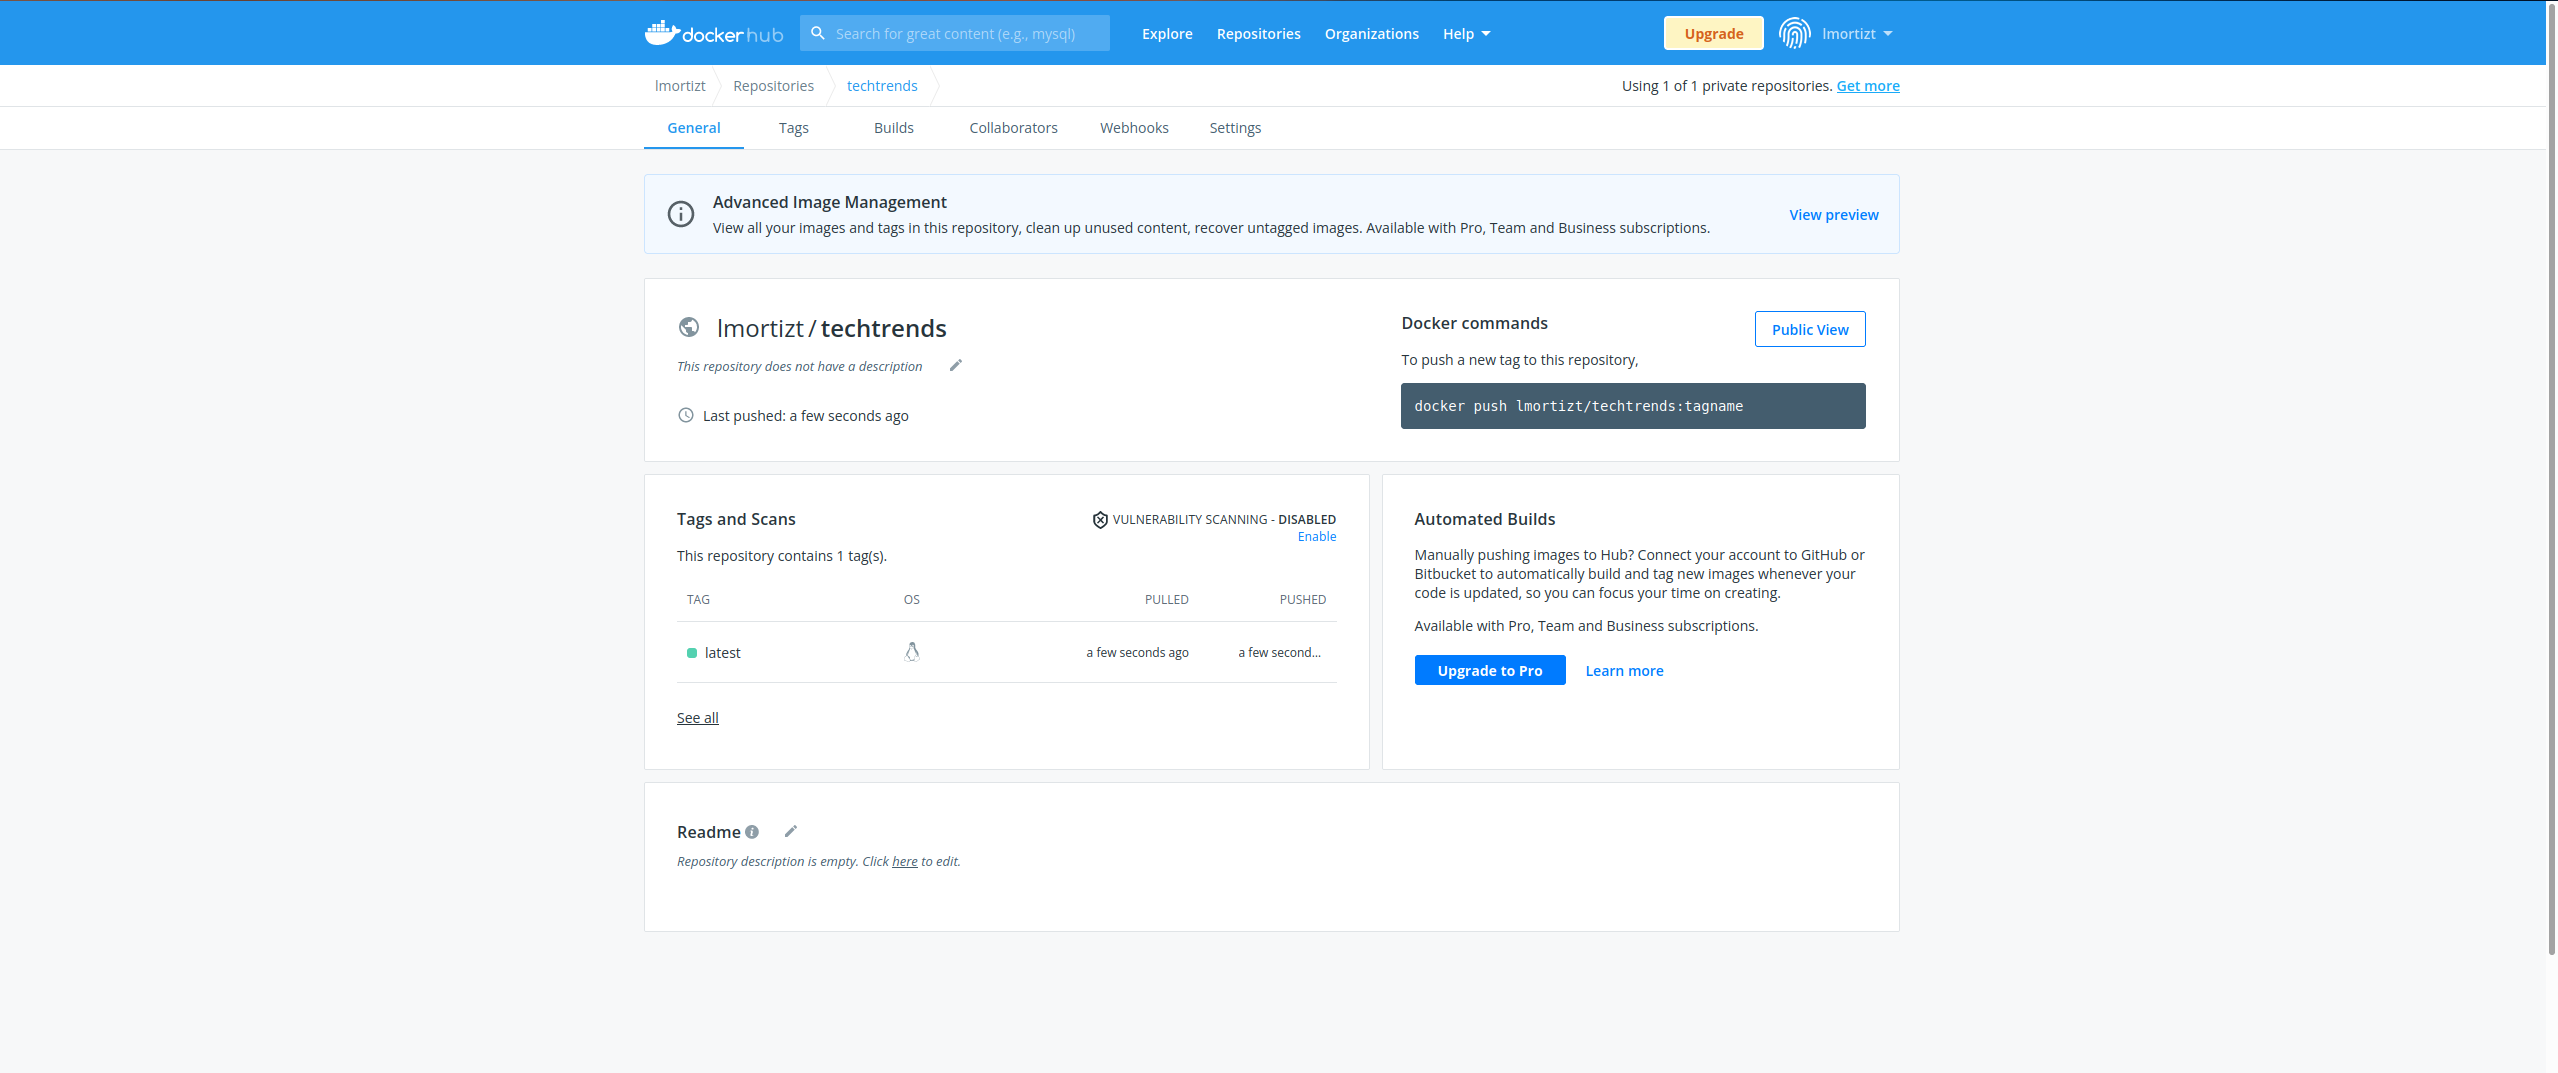 docker hub
Search for great content (e.g., mysql)
Explore
Repositories
Organizations
Help
Upgrade
lmortizt
lmortizt
Repositories
techtrends
Using 1 of 1 private repositories. Get more
General
Tags
Builds
Collaborators
Webhooks
Settings
Advanced Image Management
View all your images and tags in this repository, clean up unused content, recover untagged images. Available with Pro, Team and Business subscriptions.
View preview
lmortizt / techtrends
This repository does not have a description
Last pushed: a few seconds ago
Docker commands
Public View
To push a new tag to this repository,
docker push lmortizt/techtrends:tagname
Tags and Scans
VULNERABILITY SCANNING - DISABLED
Enable
This repository contains 1 tag(s).
TAG OS PULLED PUSHED
latest a few seconds ago a few second...
See all
Automated Builds
Manually pushing images to Hub? Connect your account to GitHub or
Bitbucket to automatically build and tag new images whenever your
code is updated, so you can focus your time on creating.
Available with Pro, Team and Business subscriptions.
Upgrade to Pro
Learn more
Readme
Repository description is empty. Click here to edit.